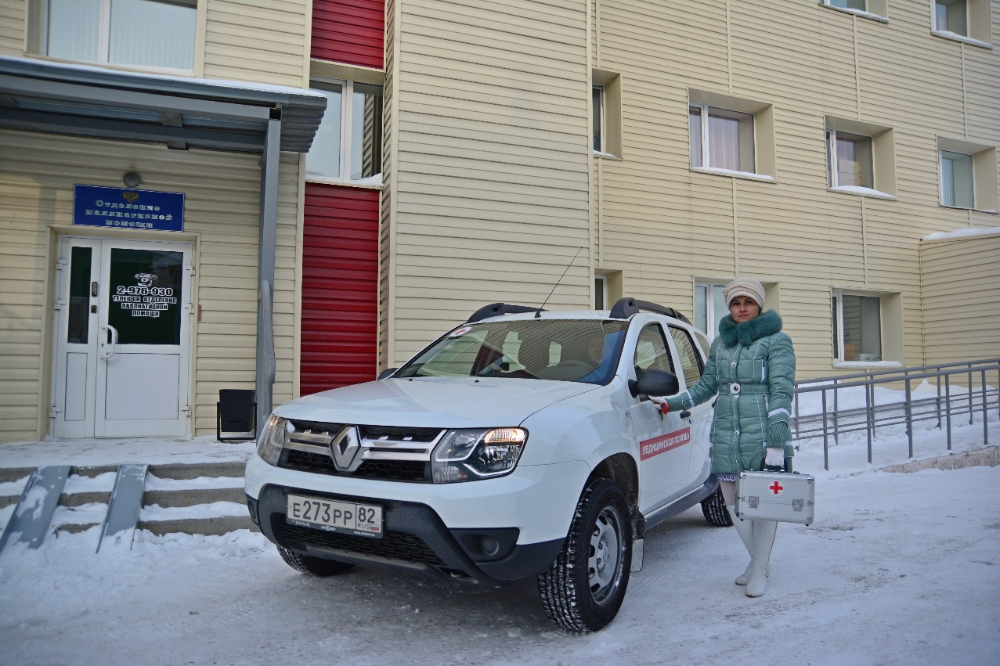 Отделение
паллиативной
помощи
2-976-930
ТЕЛЕФОН ОТДЕЛЕНИЯ
ПАЛЛИАТИВНОЙ
ПОМОЩИ
МЕДИЦИНСКАЯ ПОМОЩЬ
Е273РР 82
RUS